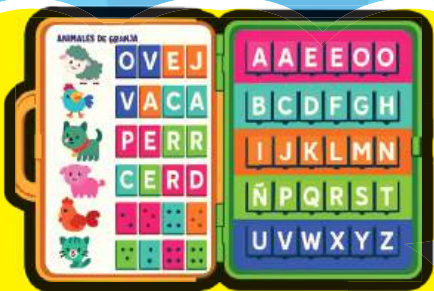 ANIMALES DE GRANJA
OVEJ
VACA
PERR
CERD
AAEEOO
BCDFGH
IJKLMN
ÑPQRST
UVWXYZ